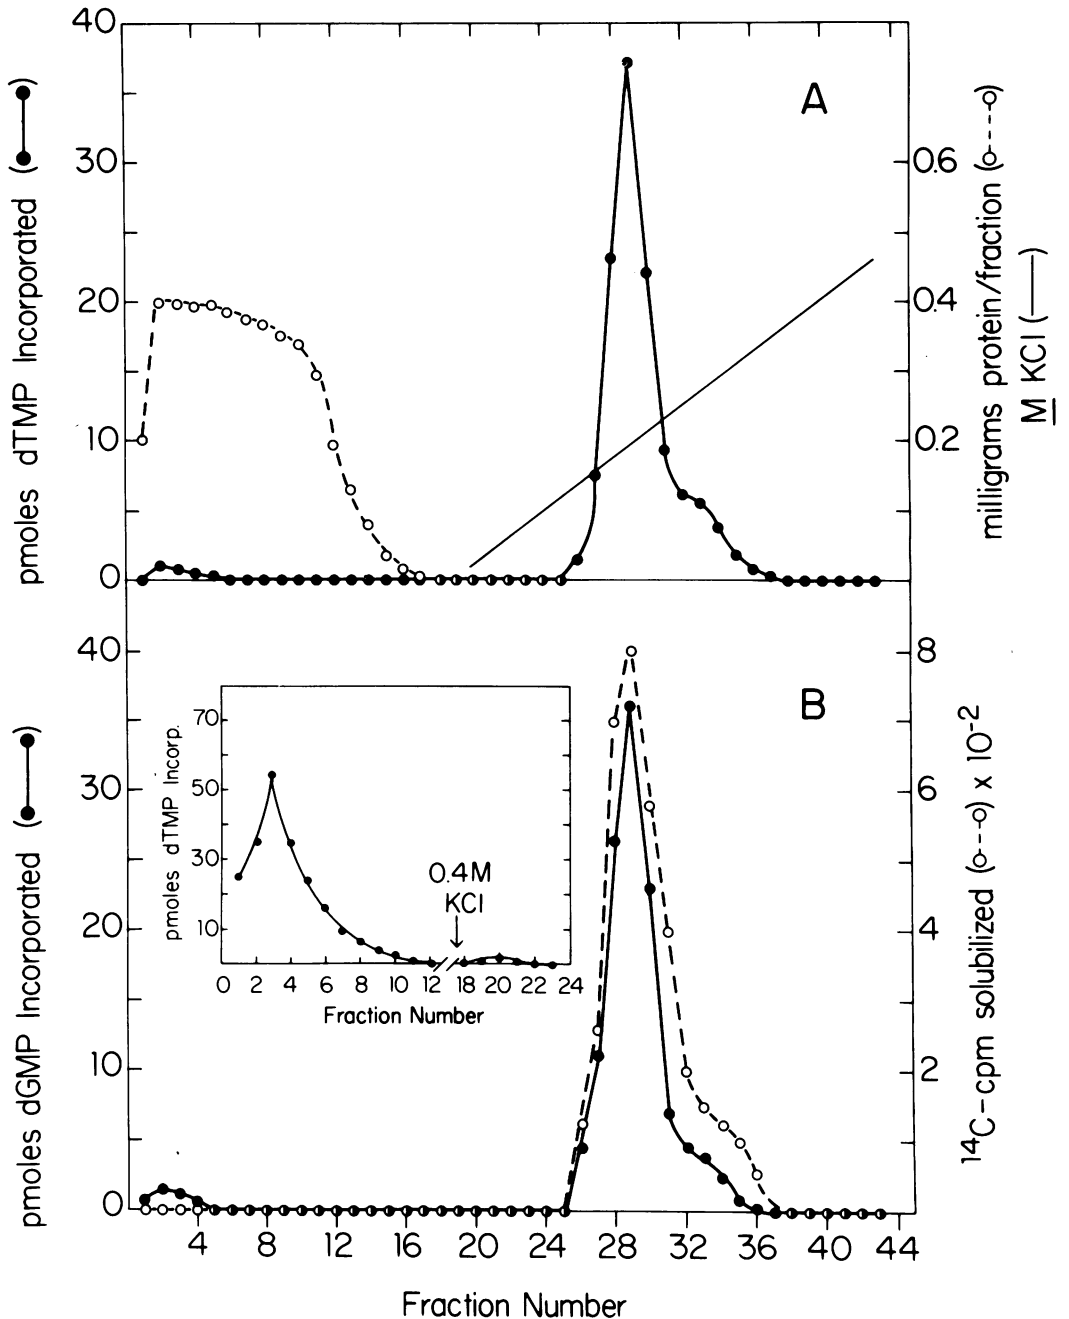 A
pmoles dTMP Incorporated (●—●)
40
30
20
10
0
0.6
0.4
0.2
milligrams protein/fraction (○----○)
M KCl (——)
B
pmoles dGMP Incorporated (●—●)
40
30
20
10
0
8
6
4
2
14C-cpm solubilized (○---○) x 10-2
pmoles dTMP Incorp.
70
50
30
10
0.4M
KCl
0 2 4 6 8 10 12 18 20 22 24
Fraction Number
4 8 12 16 20 24 28 32 36 40 44
Fraction Number